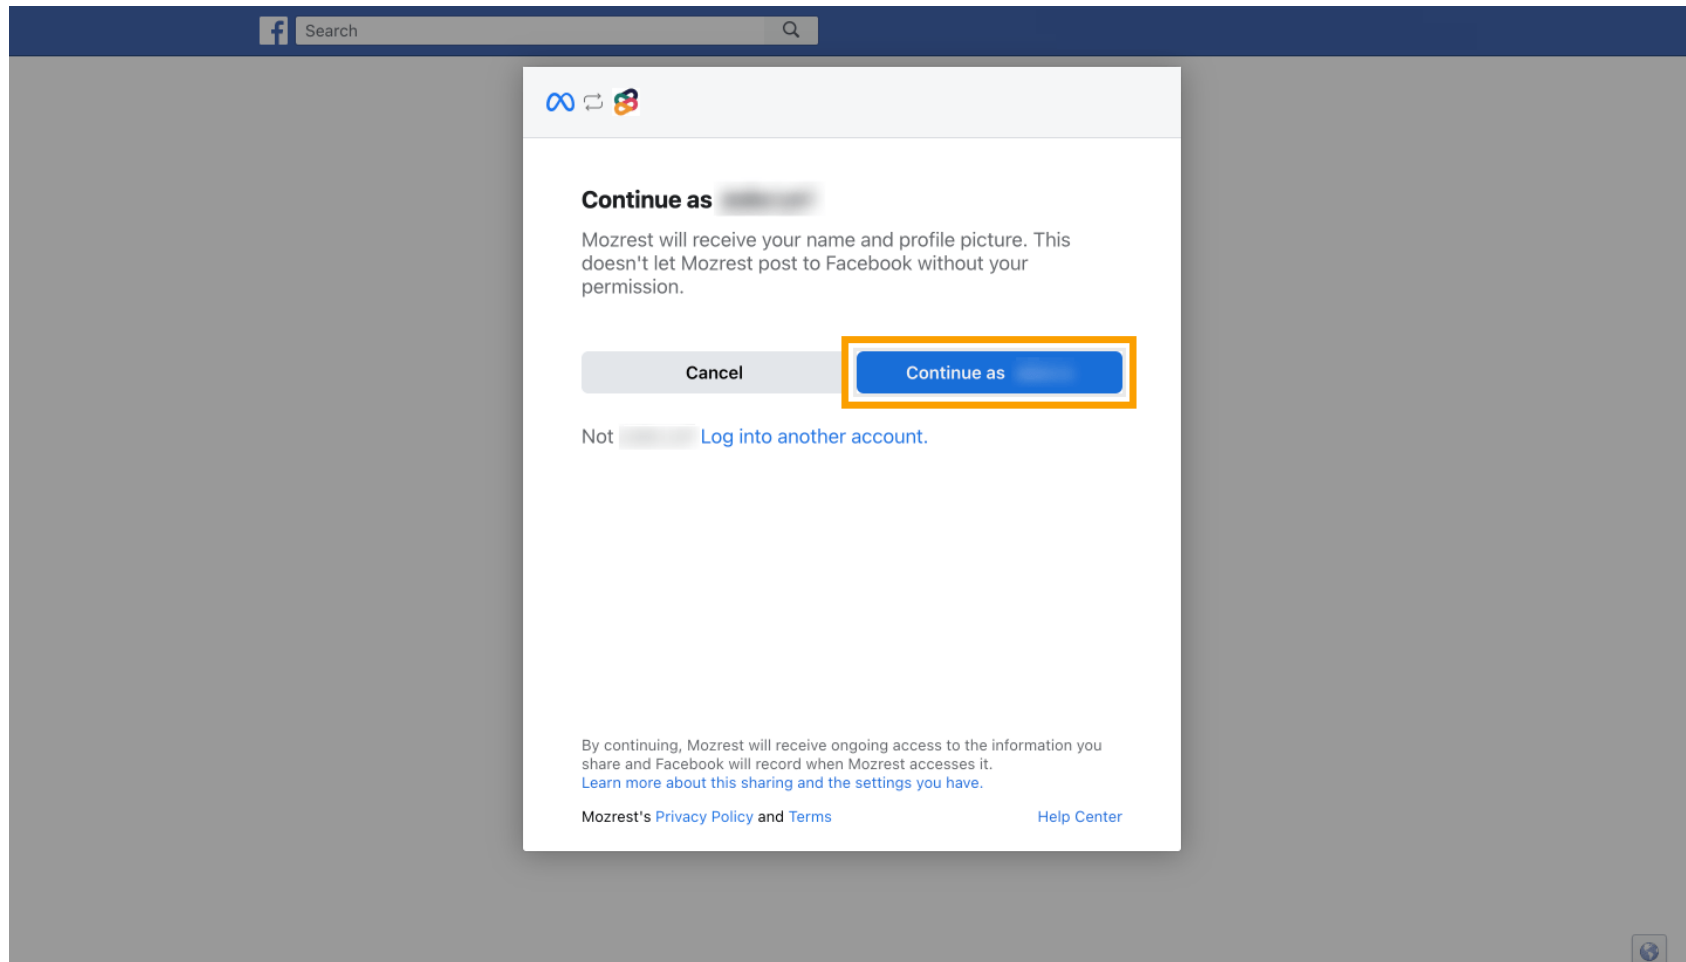 Search
Continue as
Mozrest will receive your name and profile picture. This
doesn't let Mozrest post to Facebook without your
permission.
Cancel
Continue as
Not Log into another account.
By continuing, Mozrest will receive ongoing access to the information you
share and Facebook will record when Mozrest accesses it.
Learn more about this sharing and the settings you have.
Mozrest's Privacy Policy and Terms
Help Center